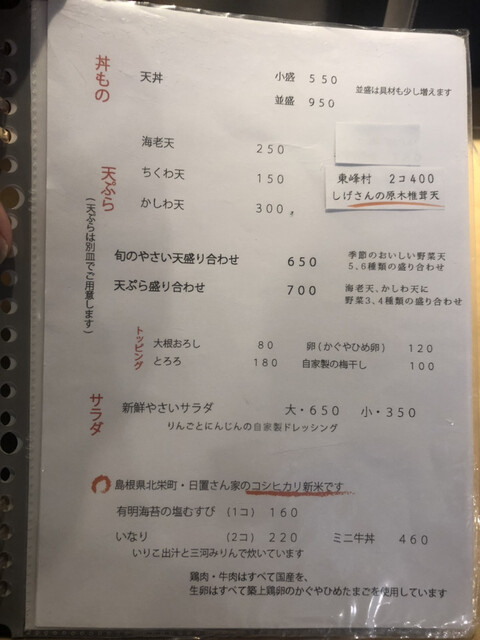 丼もの
天丼 小盛 550
並盛 950 並盛は具材も少し増えます
天ぷら
(天ぷらは別皿でご用意します)
海老天 250
ちくわ天 150
かしわ天 300
東峰村 2コ400
しげさんの原木椎茸天
旬のやさい天盛り合わせ 650 季節のおいしい野菜天
5、6種類の盛り合わせ
天ぷら盛り合わせ 700 海老天、かしわ天に
野菜3、4種類の盛り合わせ
トッピング
大根おろし 80 卵(かぐやひめ卵) 120
とろろ 180 自家製の梅干し 100
サラダ
新鮮やさいサラダ 大・650 小・350
りんごとにんじんの自家製ドレッシング
島根県北栄町・日置さん家のコシヒカリ新米です
有明海苔の塩むすび (1コ) 160
いなり (2コ) 220 ミニ牛丼 460
いりこ出汁と三河みりんで炊いています
鶏肉・牛肉はすべて国産を、
生卵はすべて築上鶏卵のかぐやひめたまごを使用しています